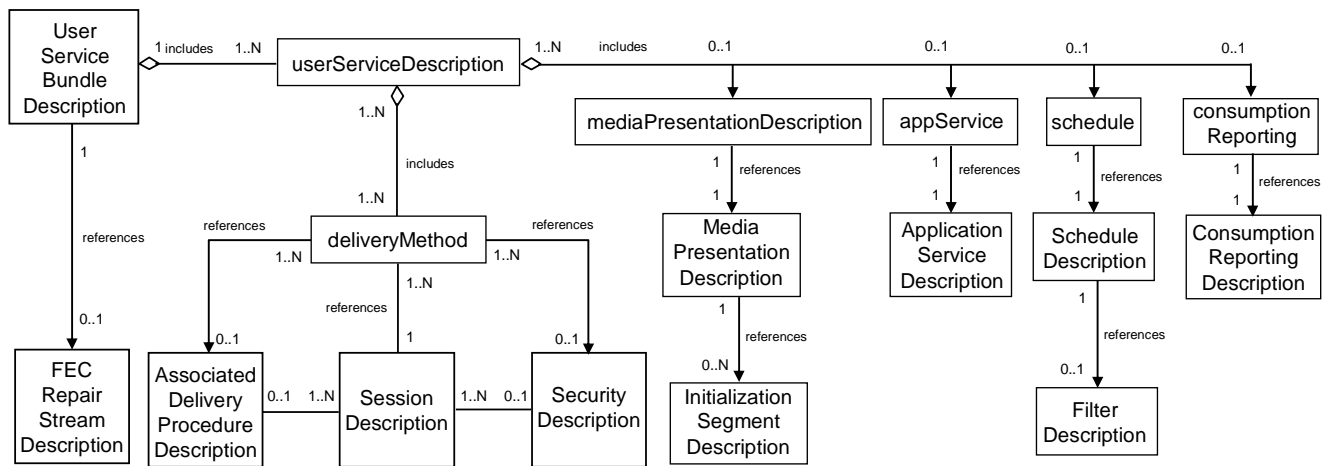 User
Service
Bundle
Description
1 includes 1..N
userServiceDescription
1..N includes 0..1 0..1 0..1 0..1
1..N
mediaPresentationDescription
appService
schedule
consumption
Reporting
1
references
0..1
includes
1..N
1
references
1
1
references
1
1
references
1
1
references
1
references
references
deliveryMethod
1..N
1..N
1..N
references
0..1
1
0..1
Media
Presentation
Description
Application
Service
Description
Schedule
Description
Consumption
Reporting
Description
1
references
0..N
1
references
0..1
FEC
Repair
Stream
Description
Associated
Delivery
Procedure
Description
0..1 1..N
Session
Description
1..N 0..1
Security
Description
Initialization
Segment
Description
Filter
Description